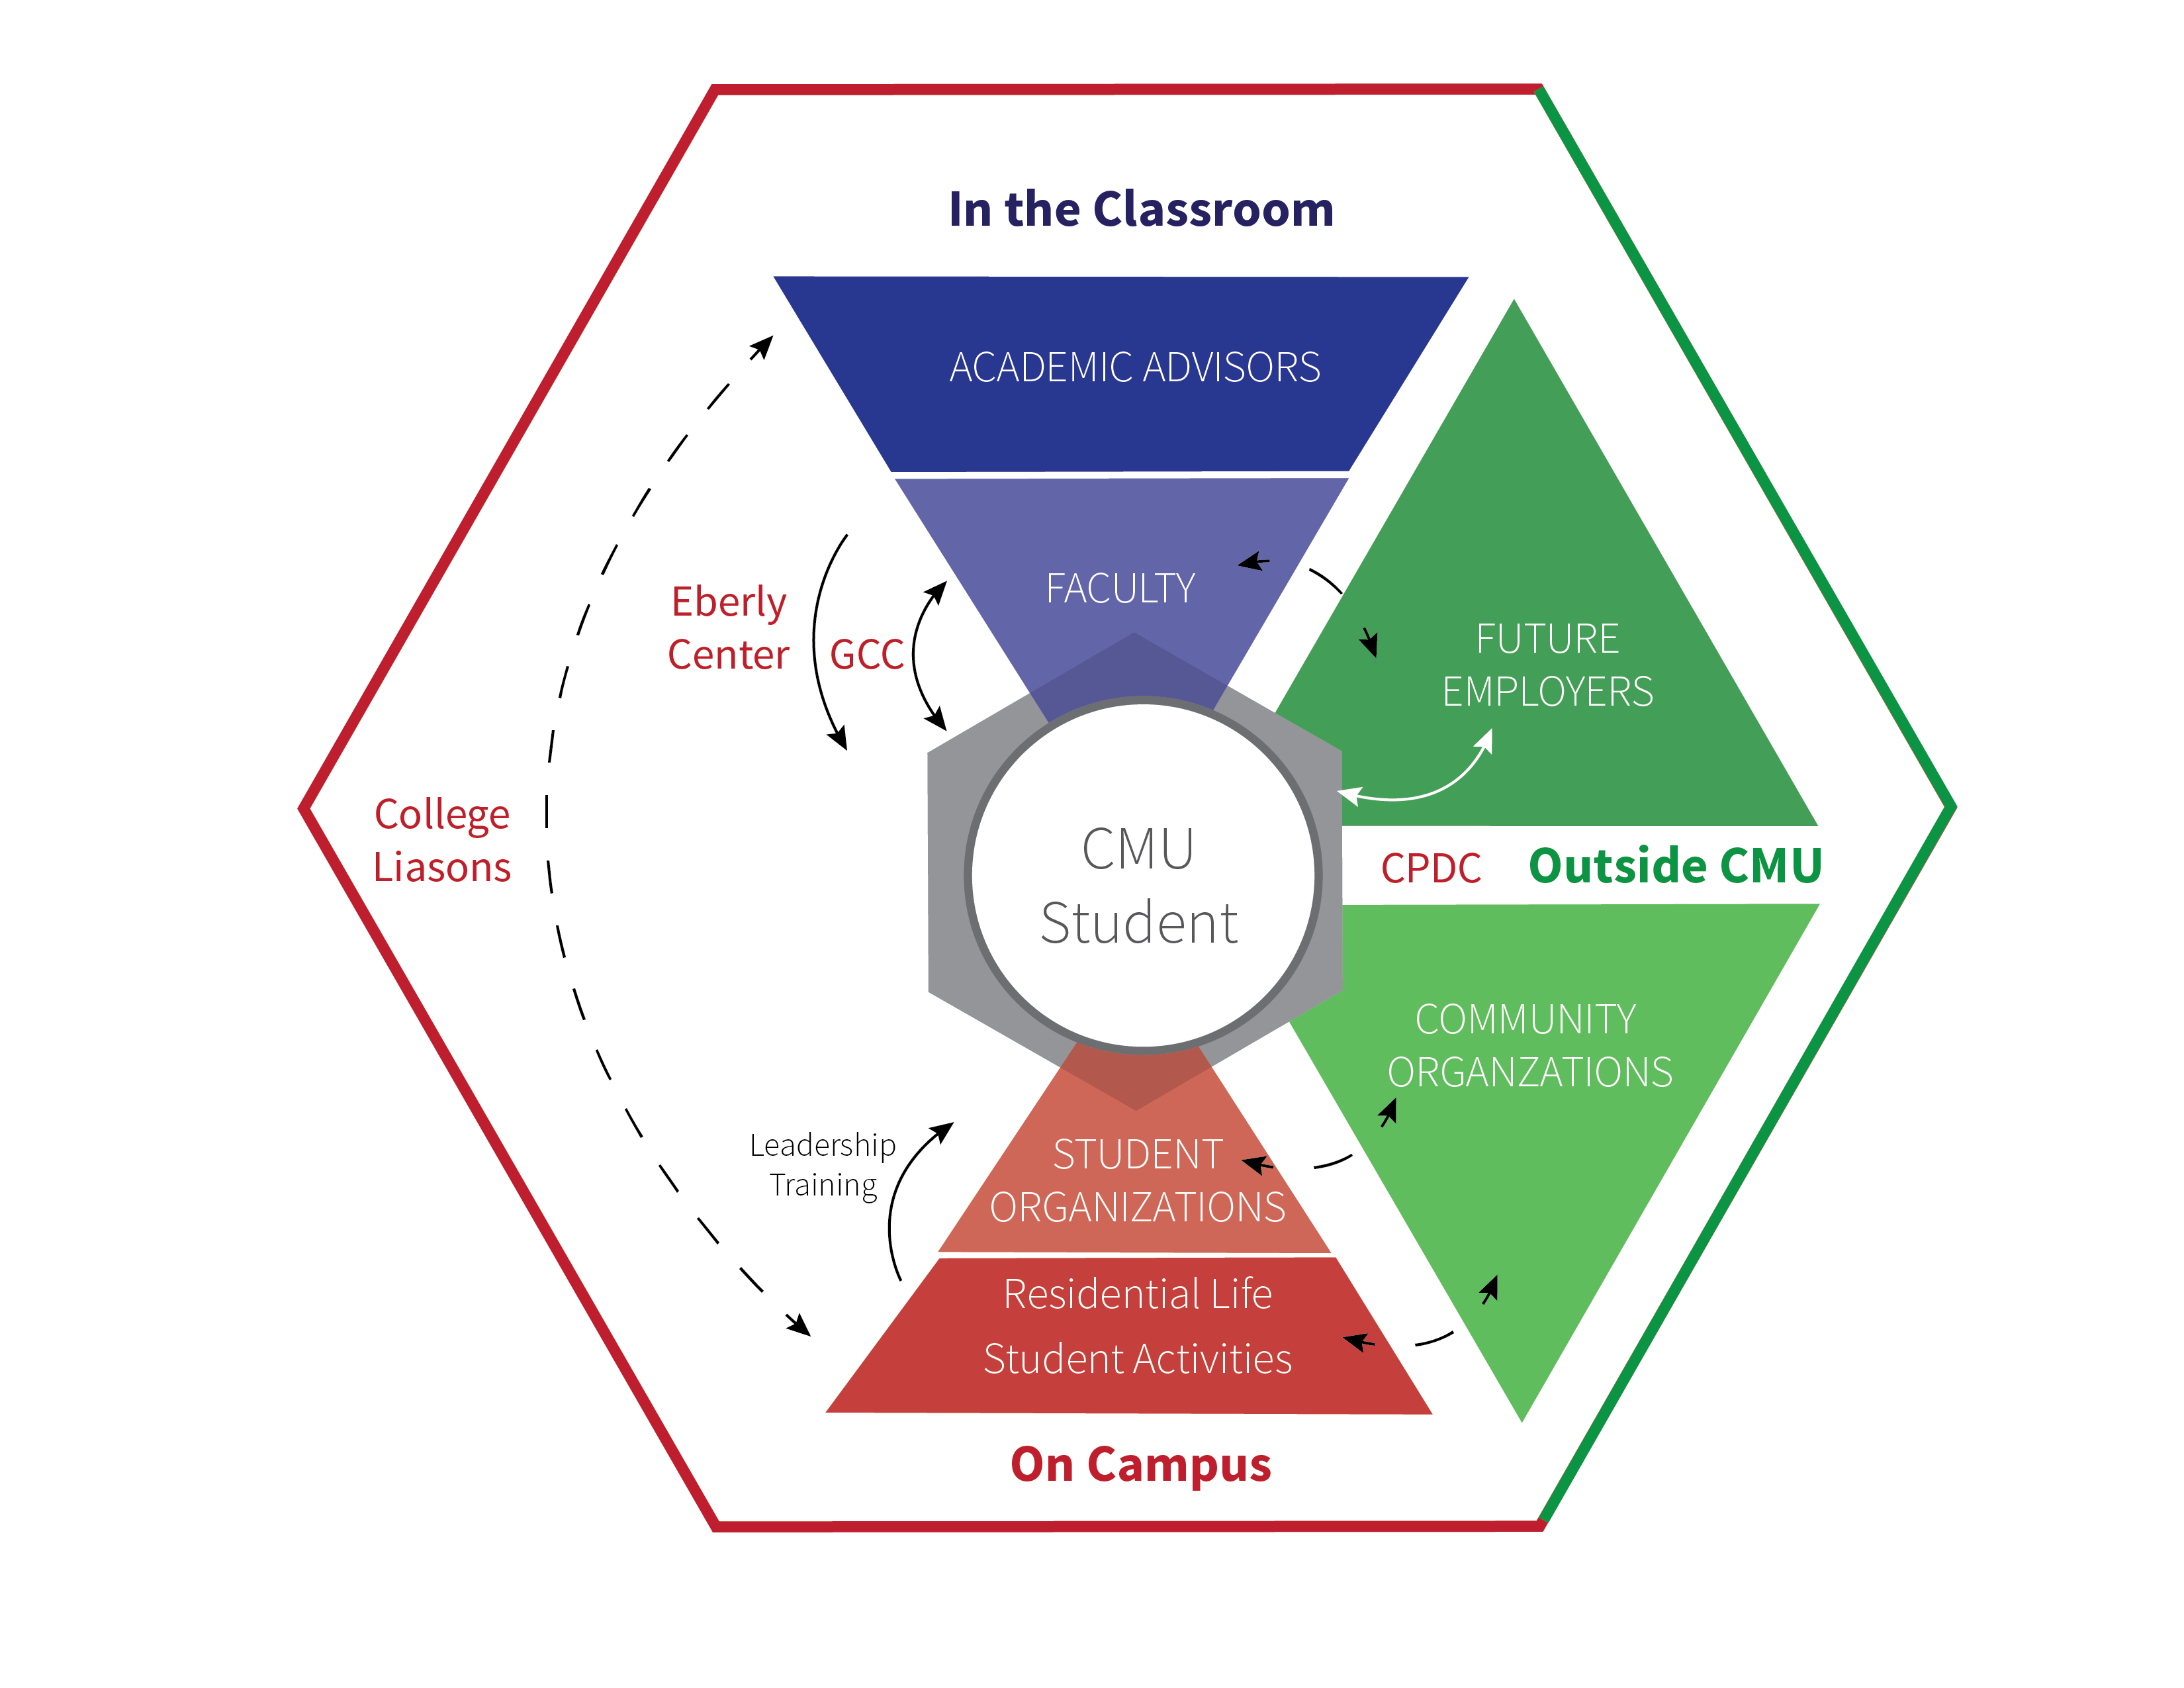 In the Classroom
ACADEMIC ADVISORS
FACULTY
Eberly
Center
GCC
FUTURE
EMPLOYERS
College
Liasons
CMU
Student
CPDC
Outside CMU
COMMUNITY
ORGANZATIONS
Leadership
Training
STUDENT
ORGANIZATIONS
Residential Life
Student Activities
On Campus